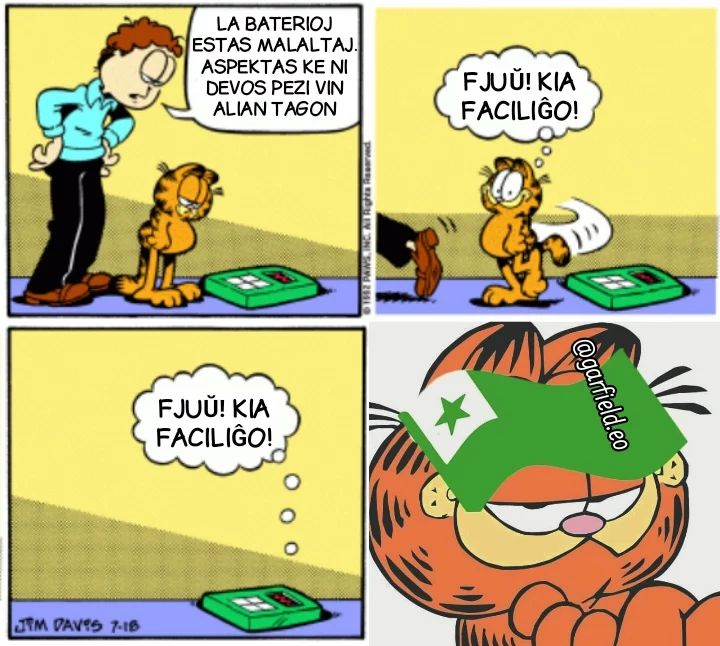 LA BATERIOJ
ESTAS MALALTAJ.
ASPEKTAS KE NI
DEVOS PEZI VIN
ALIAN TAGON
© 1992 PAWS, INC. All Rights Reserved.
FJUŬ! KIA
FACILIĜO!
FJUŬ! KIA
FACILIĜO!
JIM DAVIS 7-18
@garfield.eo